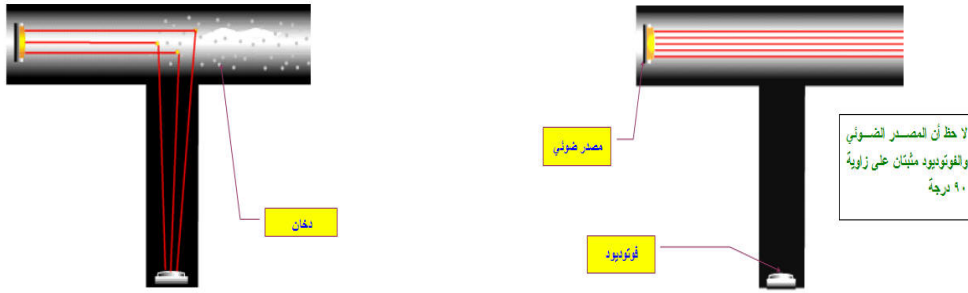 لا حظ أن المصــدر الضــوئي
والفوتوديود مثبتان على زاوية
٩٠ درجة
مصدر ضوئي
دخان
فوتوديود